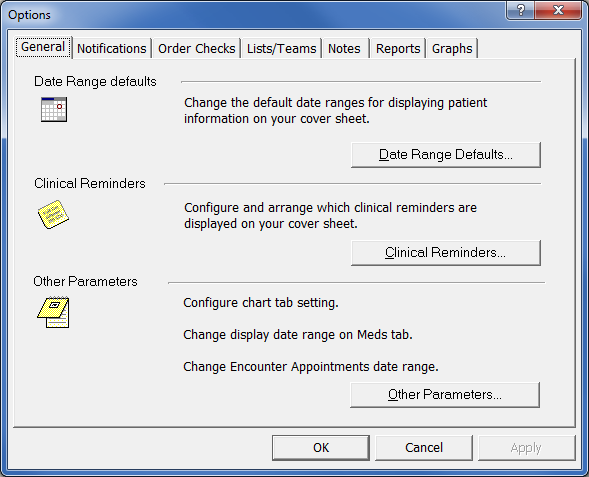 Options
General Notifications Order Checks Lists/Teams Notes Reports Graphs
Date Range defaults
Change the default date ranges for displaying patient
information on your cover sheet.
Date Range Defaults...
Clinical Reminders
Configure and arrange which clinical reminders are
displayed on your cover sheet.
Clinical Reminders...
Other Parameters
Configure chart tab setting.
Change display date range on Meds tab.
Change Encounter Appointments date range.
Other Parameters...
OK Cancel Apply